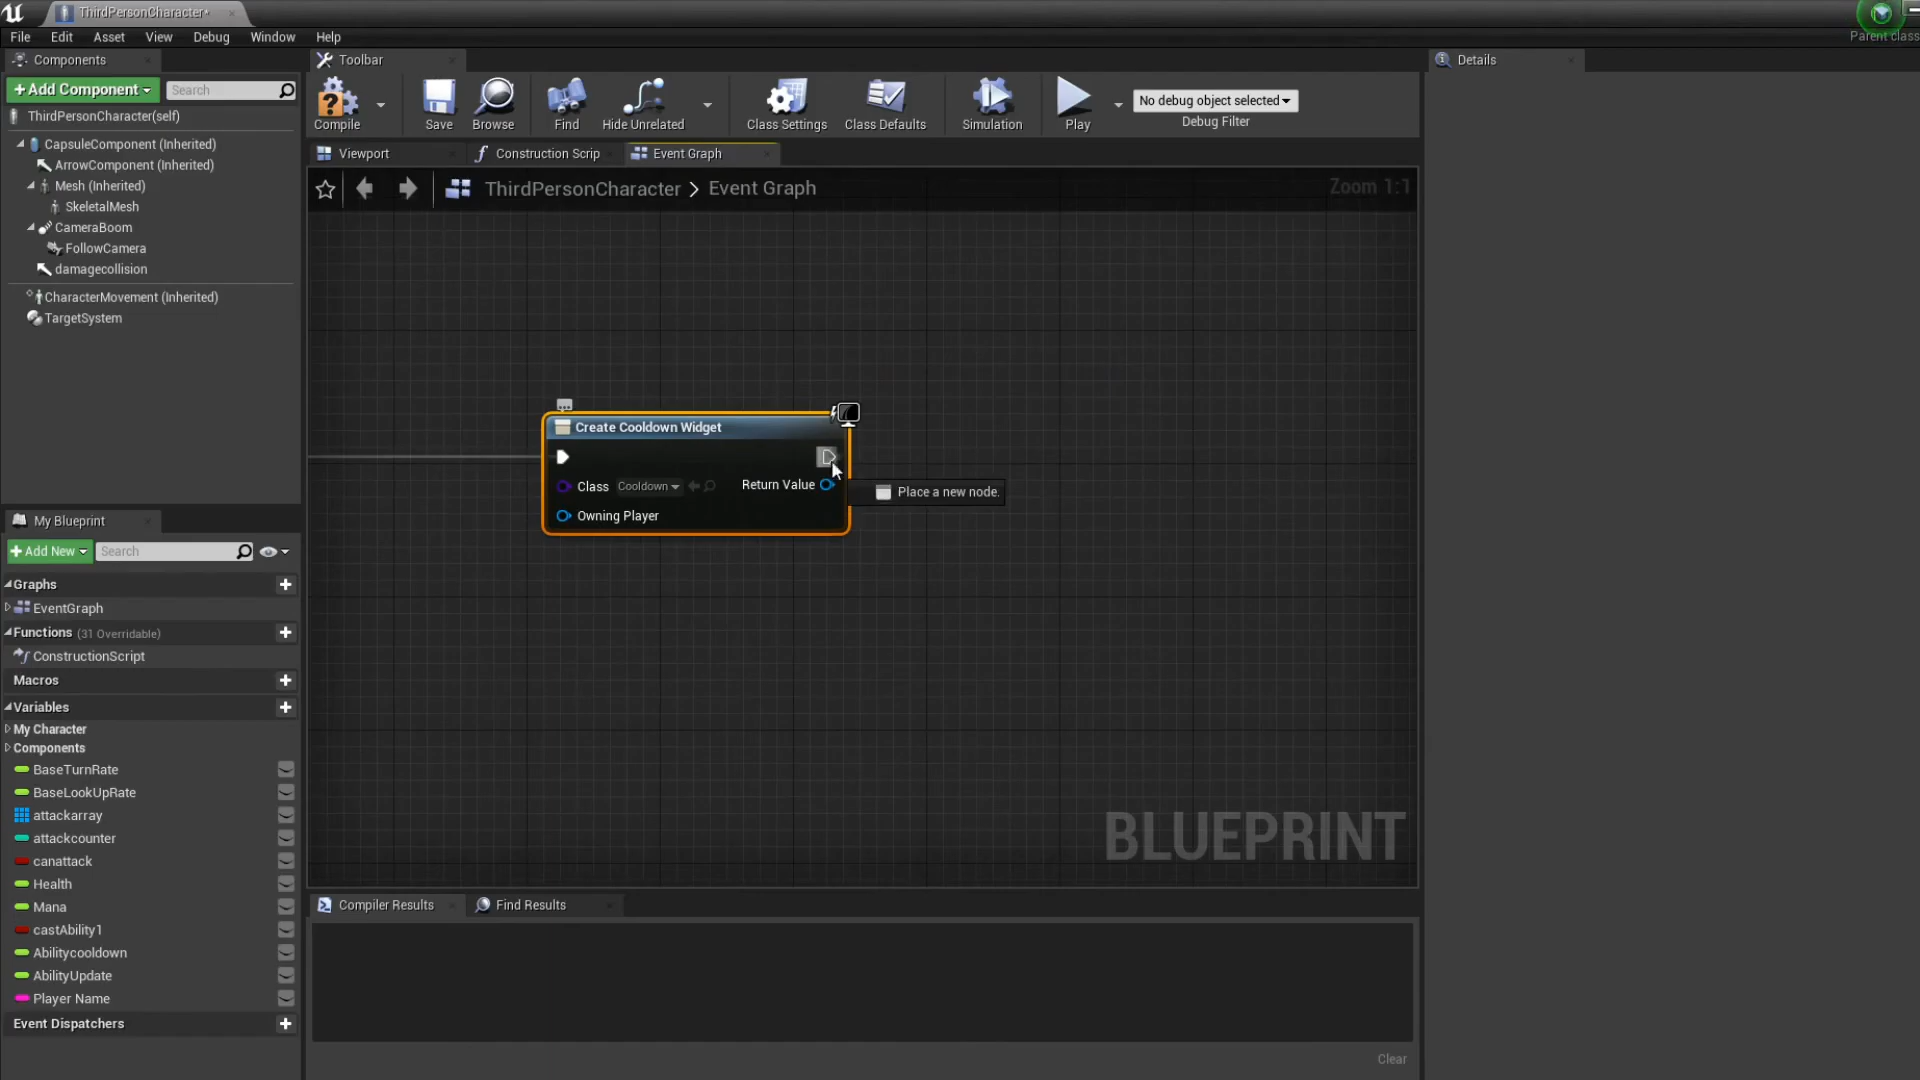 ThirdPersonCharacter*
File Edit Asset View Debug Window Help
Parent class
Components
Toolbar
Details
+Add Component
Search
Compile
Save
Browse
Find
Hide Unrelated
Class Settings
Class Defaults
Simulation
Play
No debug object selected
Debug Filter
ThirdPersonCharacter(self)
CapsuleComponent (Inherited)
ArrowComponent (Inherited)
Mesh (Inherited)
SkeletalMesh
CameraBoom
FollowCamera
damagecollision
CharacterMovement (Inherited)
TargetSystem
Viewport
Construction Scrip
Event Graph
ThirdPersonCharacter > Event Graph
Zoom 1:1
Create Cooldown Widget
Class Cooldown
Return Value
Owning Player
Place a new node.
BLUEPRINT
My Blueprint
+Add New
Search
Graphs
EventGraph
Functions (31 Overridable)
ConstructionScript
Macros
Variables
My Character
Components
BaseTurnRate
BaseLookUpRate
attackarray
attackcounter
canattack
Health
Mana
castAbility1
Abilitycooldown
AbilityUpdate
Player Name
Event Dispatchers
Compiler Results
Find Results
Clear